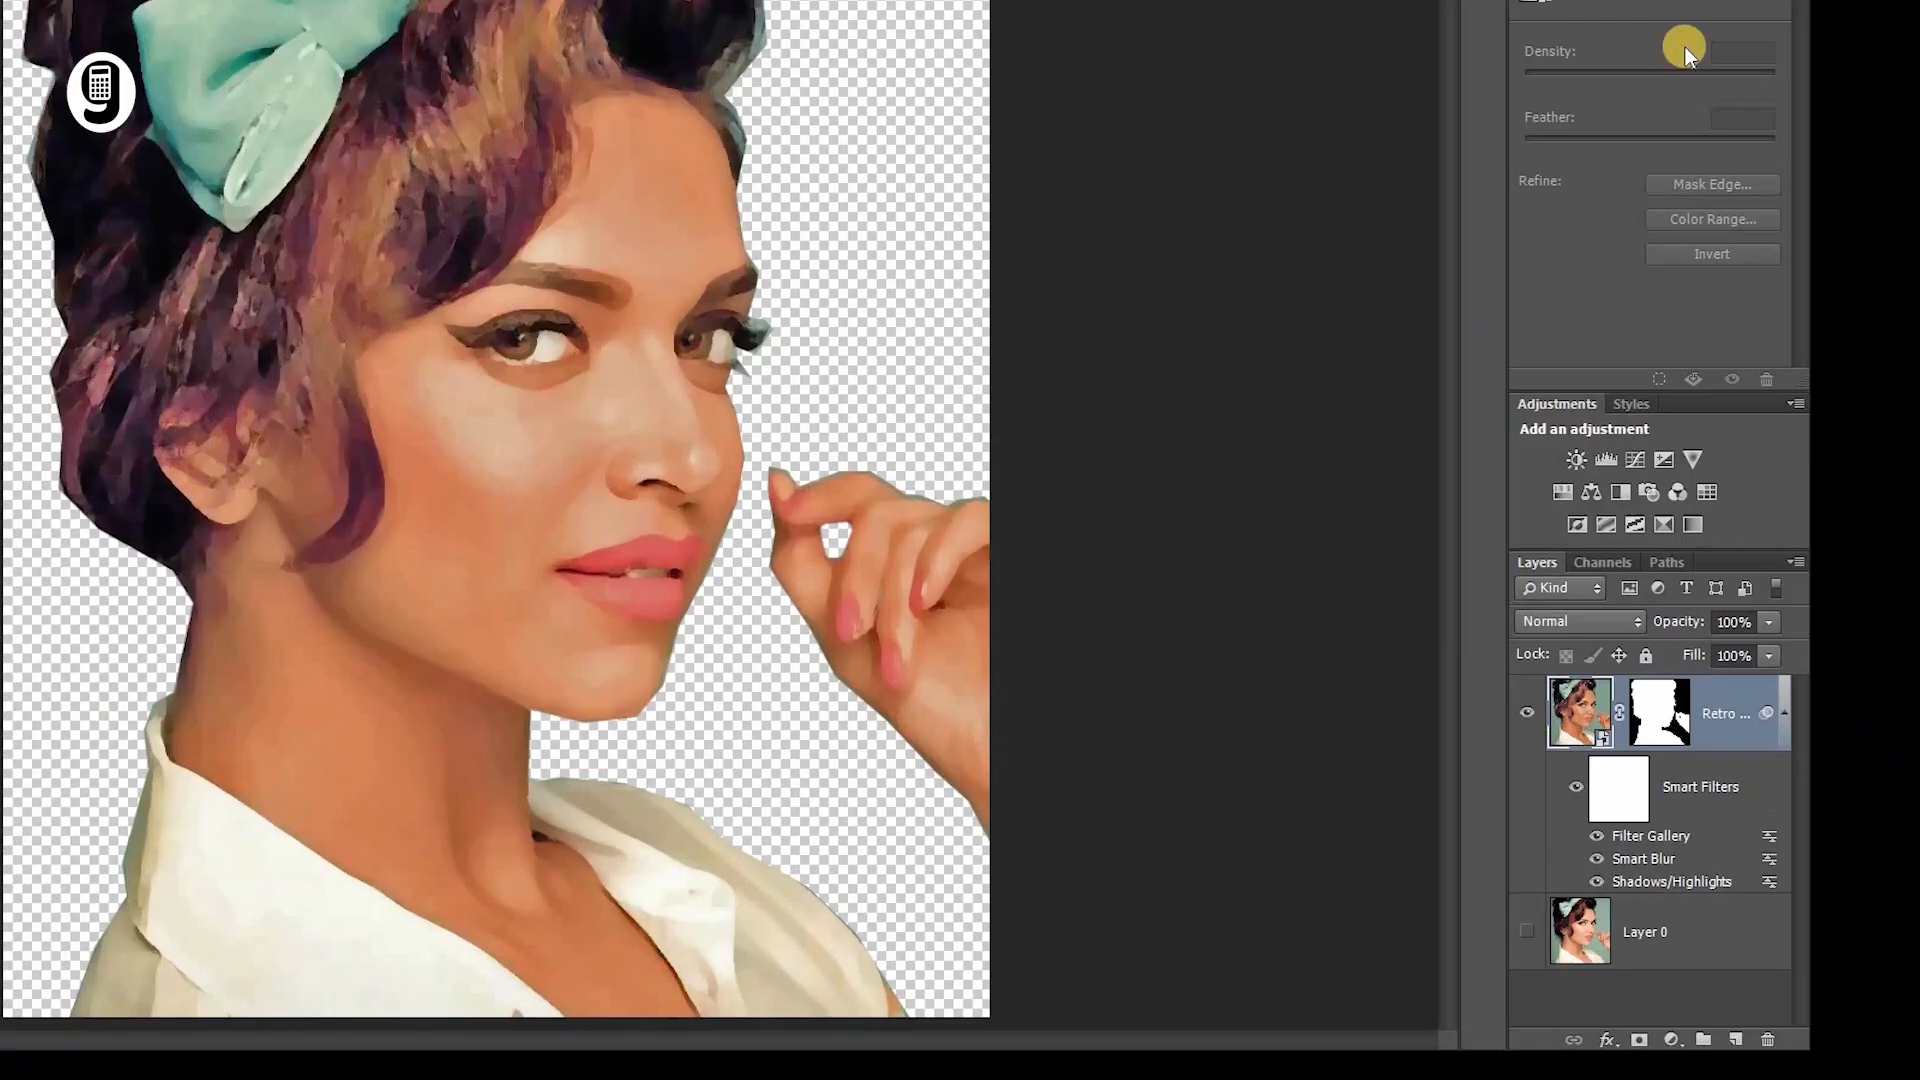 g
Density:
Feather:
Refine:
Mask Edge...
Color Range...
Invert
Adjustments Styles
Add an adjustment
Layers Channels Paths
Kind
Normal Opacity: 100%
Lock: Fill: 100%
Retro ...
Smart Filters
Filter Gallery
Smart Blur
Shadows/Highlights
Layer 0
fx